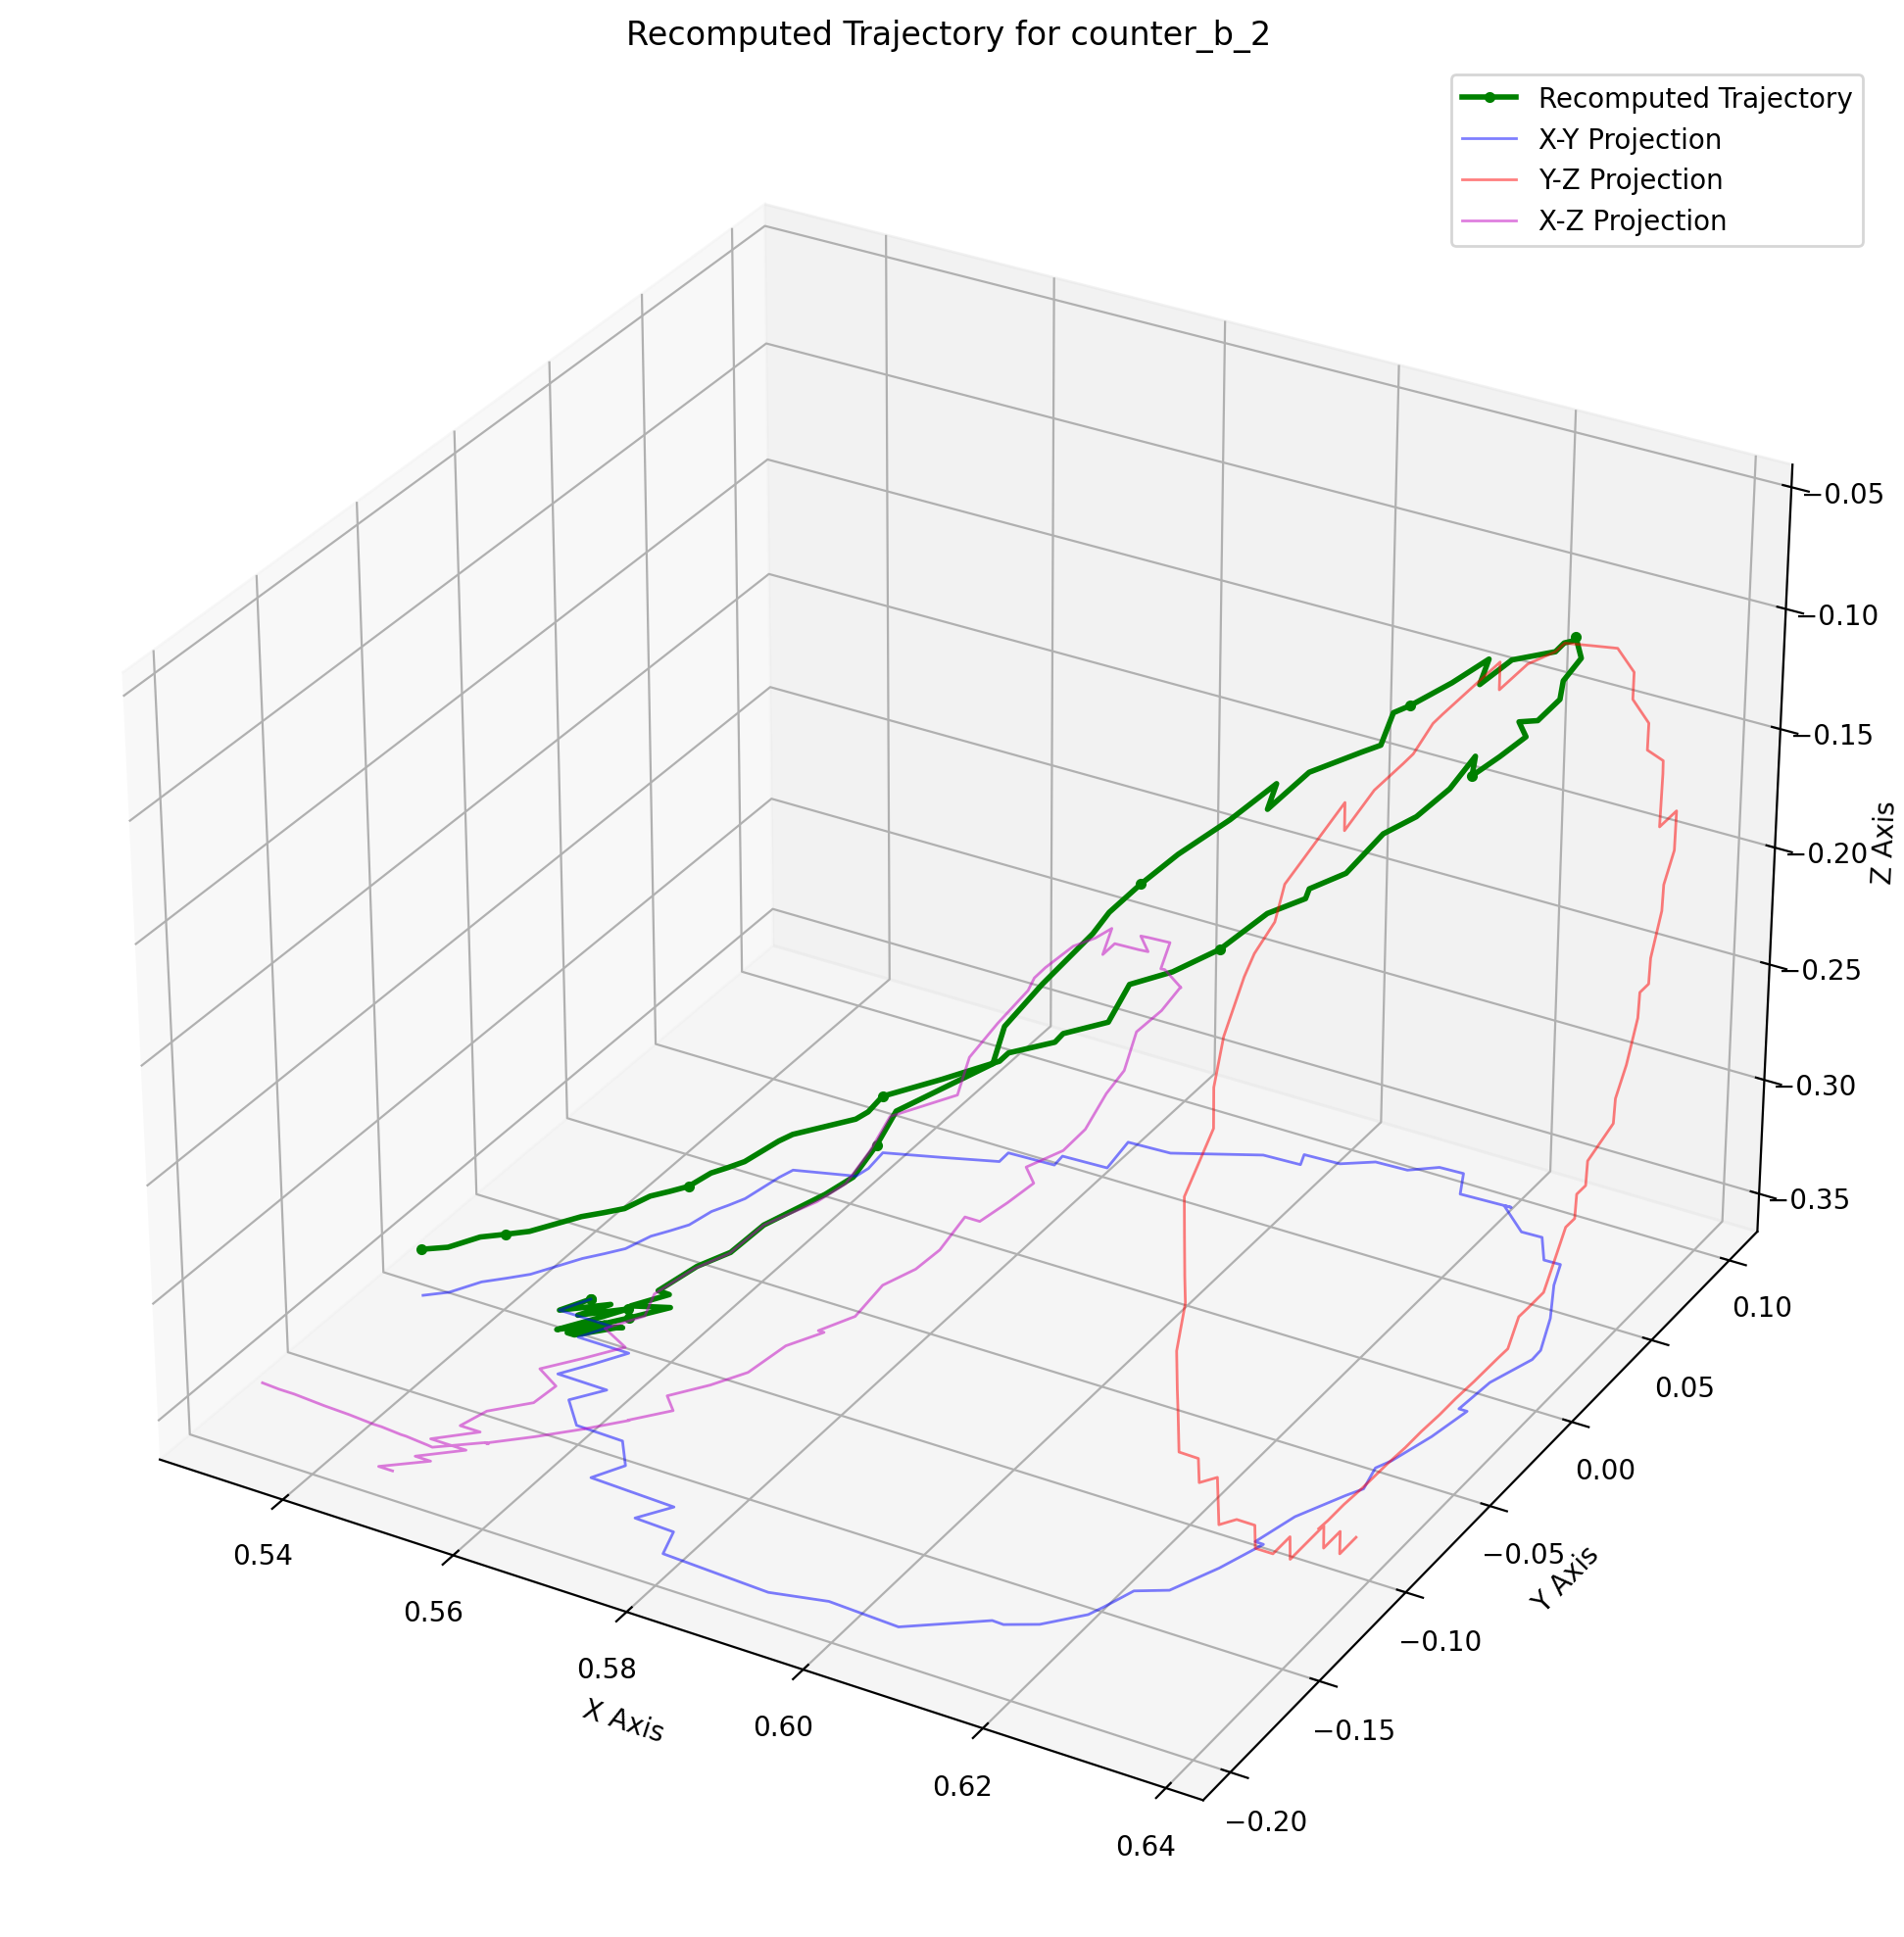 Recomputed Trajectory for counter_b_2
Recomputed Trajectory
X-Y Projection
Y-Z Projection
X-Z Projection
−0.05
−0.10
−0.15
−0.20
−0.25
−0.30
−0.35
Z Axis
0.10
0.05
0.00
−0.05
−0.10
−0.15
−0.20
Y Axis
0.54
0.56
0.58
0.60
0.62
0.64
X Axis